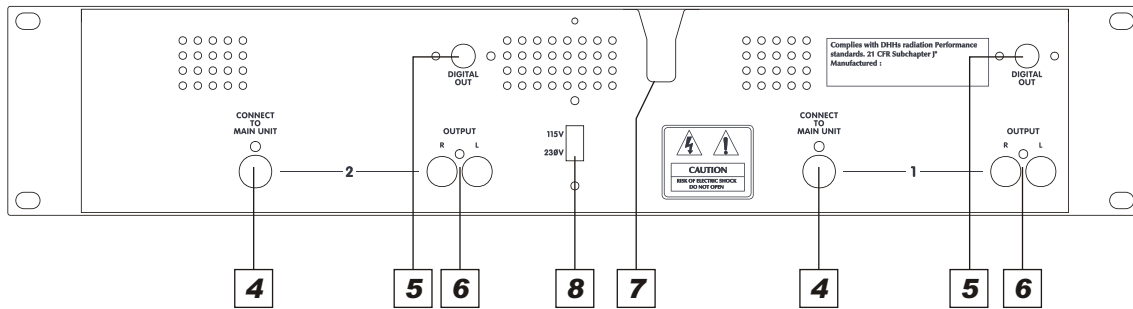 Complies with DHHs radiation Performance
standards. 21 CFR Subchapter J"
Manufactured :
DIGITAL
OUT
DIGITAL
OUT
CONNECT
TO
MAIN UNIT
OUTPUT
R L
115V
230V
CONNECT
TO
MAIN UNIT
OUTPUT
R L
2
1
CAUTION
RISK OF ELECTRIC SHOCK
DO NOT OPEN
4
5
6
8
7
4
5
6